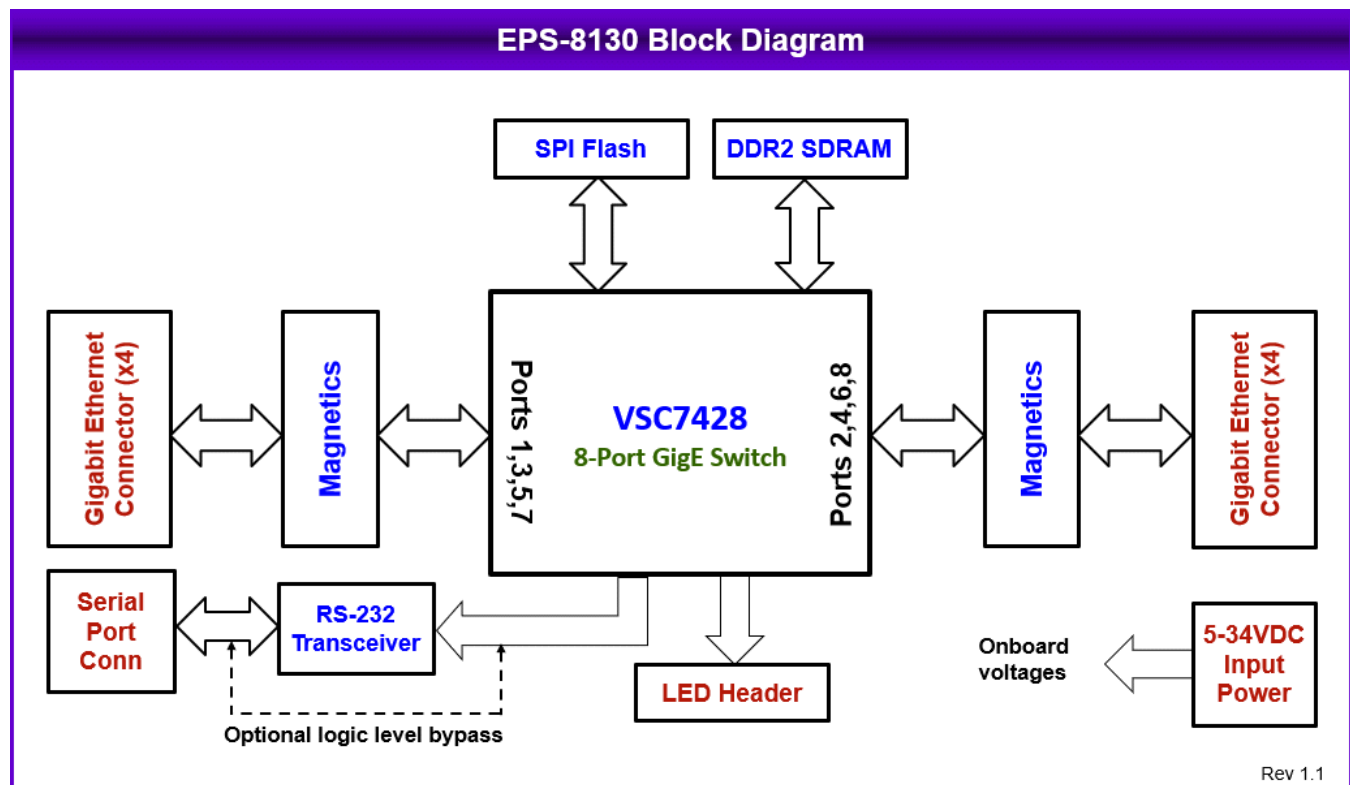 EPS-8130 Block Diagram
SPI Flash
DDR2 SDRAM
Gigabit Ethernet
Connector (x4)
Magnetics
Ports 1,3,5,7
VSC7428
8-Port GigE Switch
Ports 2,4,6,8
Magnetics
Gigabit Ethernet
Connector (x4)
Serial
Port
Conn
RS-232
Transceiver
LED Header
Onboard
voltages
5-34VDC
Input
Power
Optional logic level bypass
Rev 1.1